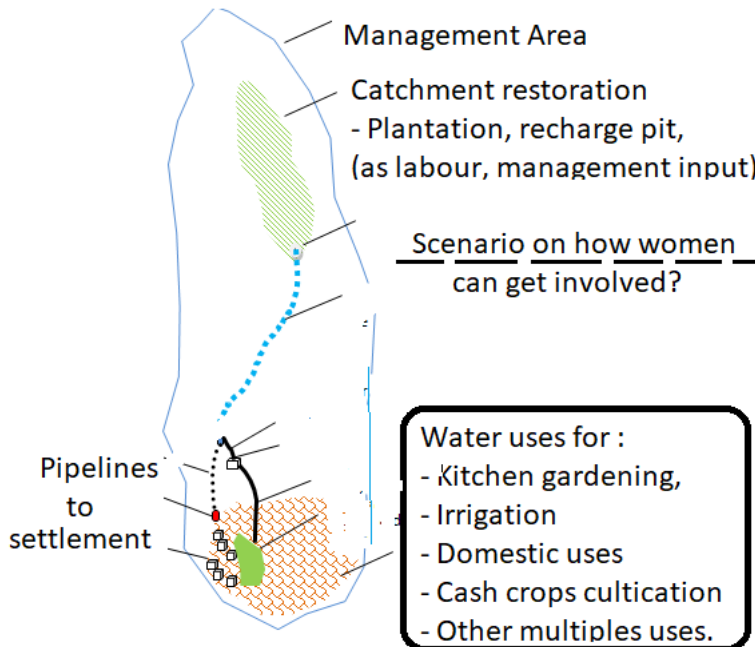 Management Area
Catchment restoration
- Plantation, recharge pit,
(as labour, management input)
Scenario on how women
can get involved?
Pipelines
to
settlement
Water uses for :
- Kitchen gardening,
- Irrigation
- Domestic uses
- Cash crops cultication
- Other multiples uses.